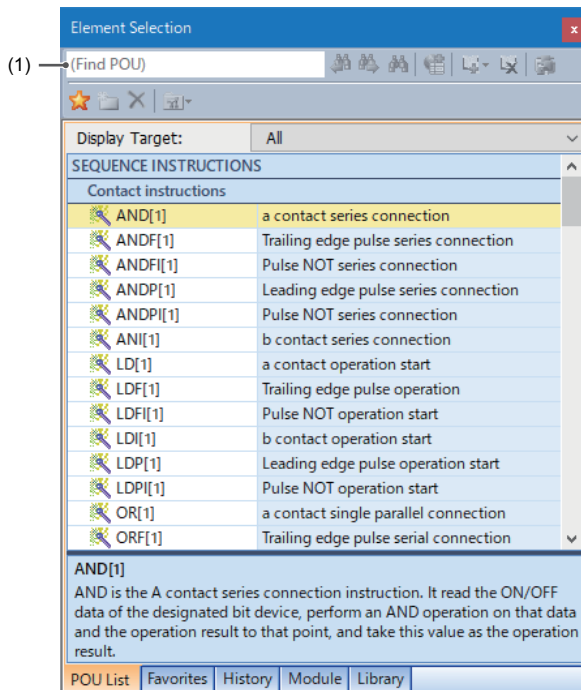 Element Selection
x
(1)
(Find POU)
Display Target: All
SEQUENCE INSTRUCTIONS
Contact instructions
AND[1] a contact series connection
ANDF[1] Trailing edge pulse series connection
ANDFI[1] Pulse NOT series connection
ANDP[1] Leading edge pulse series connection
ANDPI[1] Pulse NOT series connection
ANI[1] b contact series connection
LD[1] a contact operation start
LDF[1] Trailing edge pulse operation
LDFI[1] Pulse NOT operation start
LDI[1] b contact operation start
LDP[1] Leading edge pulse operation start
LDPI[1] Pulse NOT operation start
OR[1] a contact single parallel connection
ORF[1] Trailing edge pulse serial connection
AND[1]
AND is the A contact series connection instruction. It read the ON/OFF
data of the designated bit device, perform an AND operation on that data
and the operation result to that point, and take this value as the operation
result.
POU List Favorites History Module Library